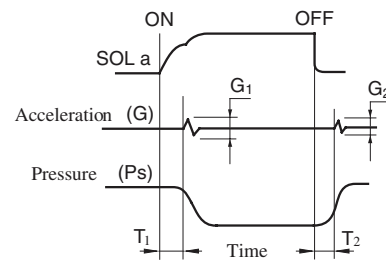 ON OFF
SOL a
G₁ G₂
Acceleration (G)
Pressure (Ps)
T₁ Time T₂